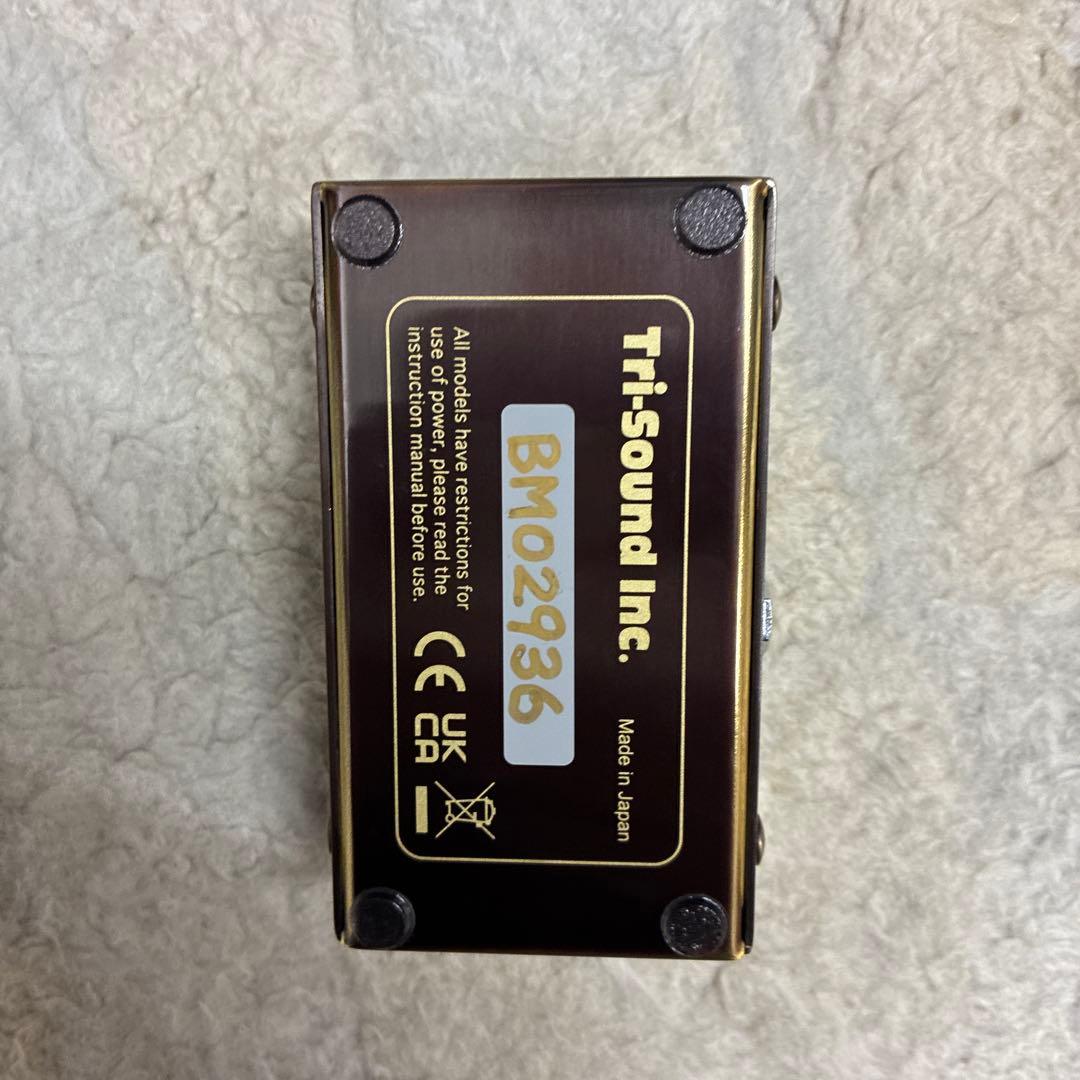 Tri-Sound Inc.
Made in Japan
BM02936
All models have restrictions for
use of power, please read the
instruction manual before use.
CE
UK
CA